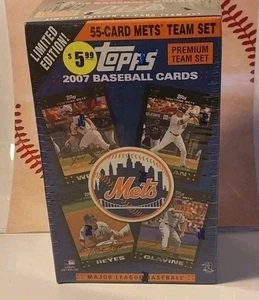 LIMITED EDITION!
55-CARD METS TEAM SET
$5.99
TOPPS
PREMIUM TEAM SET
2007 BASEBALL CARDS
Mets
REYES
GLAVINE
MAJOR LEAGUE BASEBALL